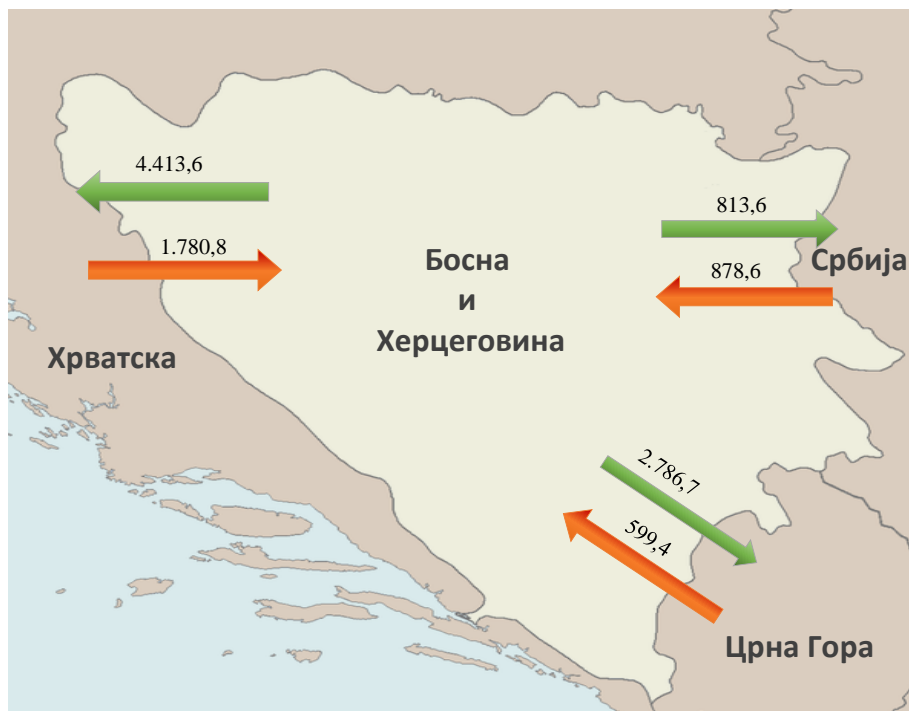 4.413,6
813,6
1.780,8
Босна
и
Херцеговина
Србија
878,6
Хрватска
2.786,7
599,4
Црна Гора